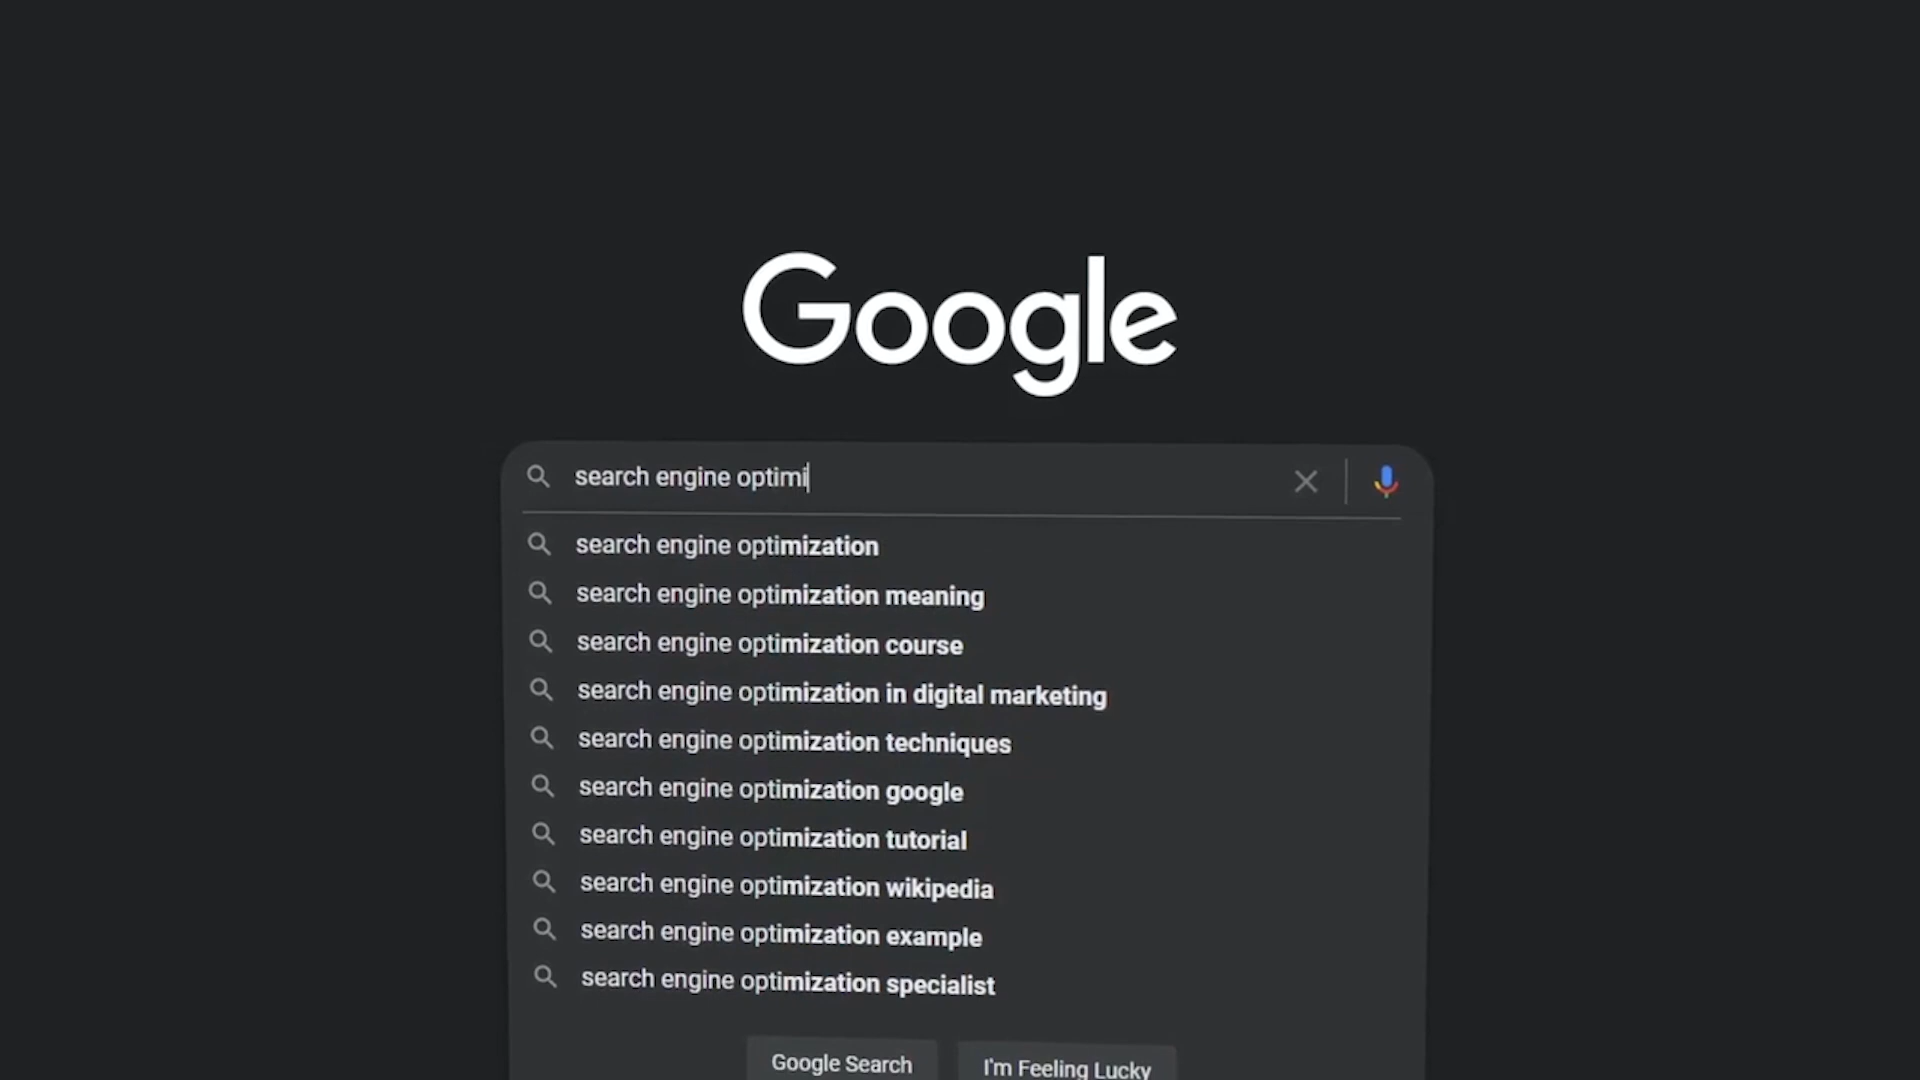 Google
search engine optimi
search engine optimization
search engine optimization meaning
search engine optimization course
search engine optimization in digital marketing
search engine optimization techniques
search engine optimization google
search engine optimization tutorial
search engine optimization wikipedia
search engine optimization example
search engine optimization specialist
Google Search I'm Feeling Lucky